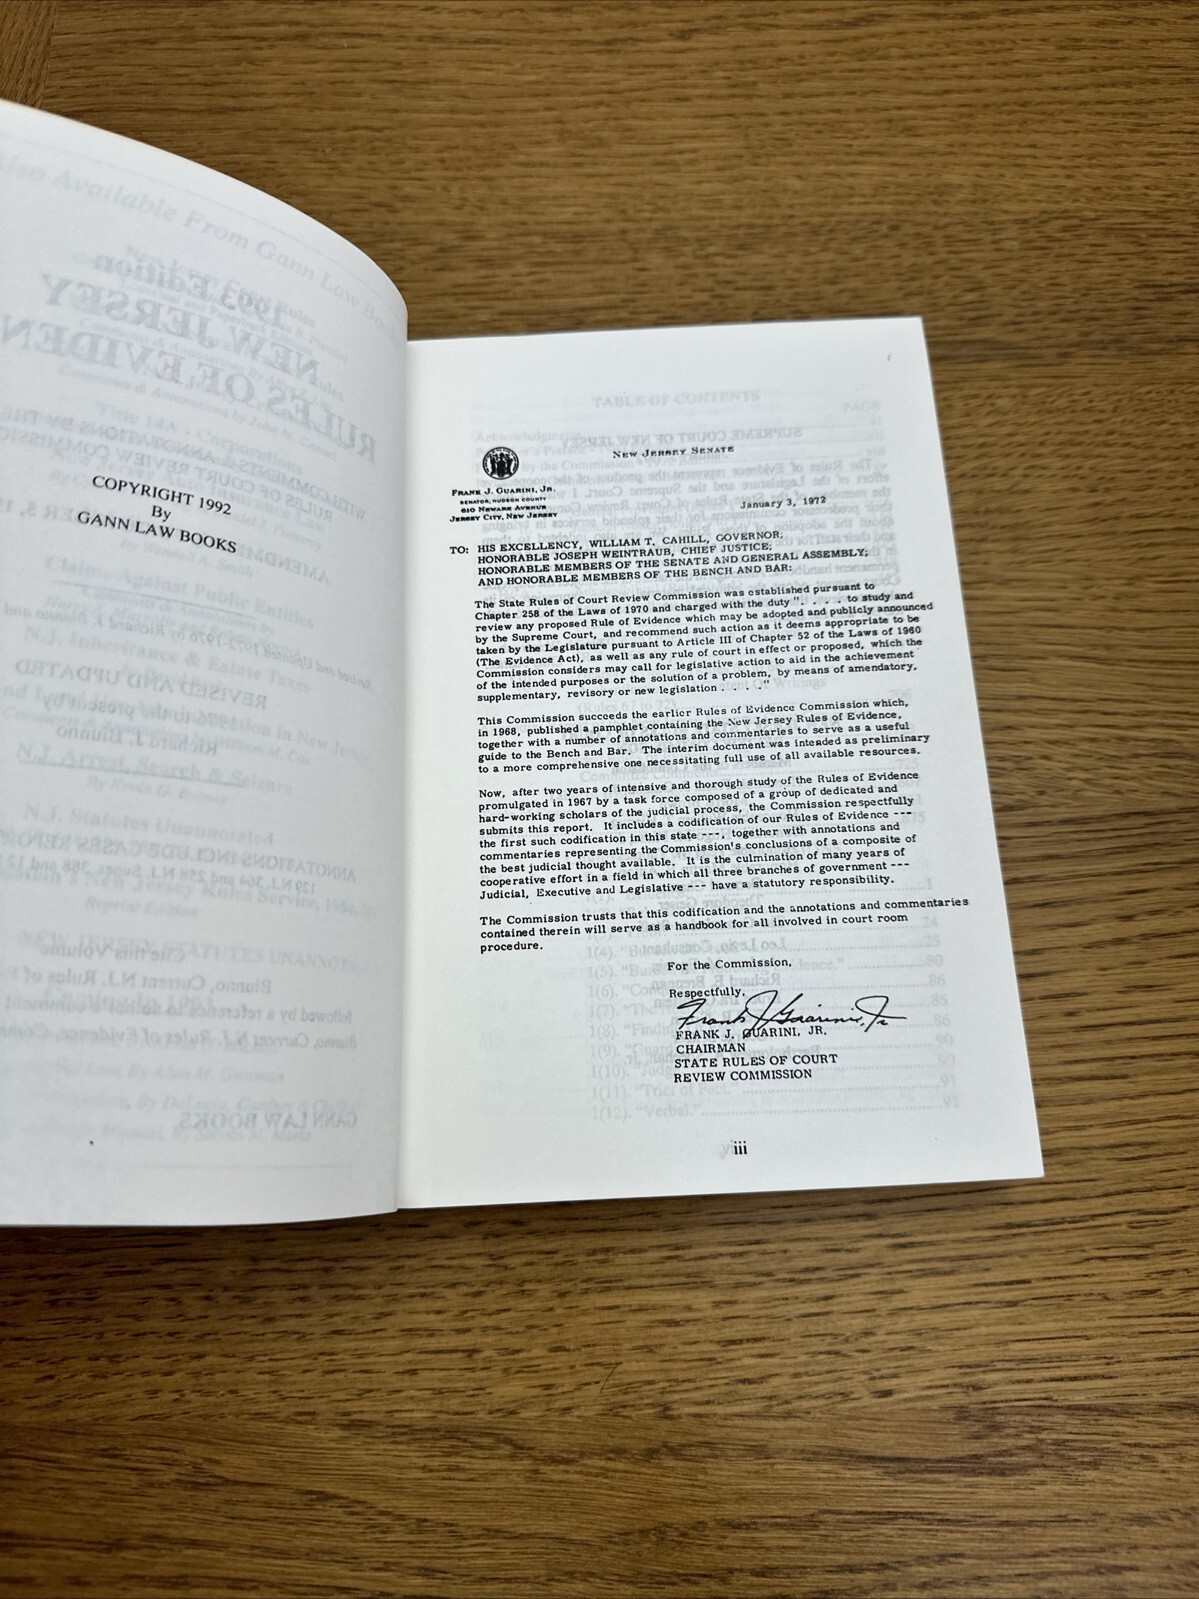 COPYRIGHT 1992
By
GANN LAW BOOKS
NEW JERSEY SENATE
FRANK J. GUARINI, JR.
SENATOR, HUDSON COUNTY
610 NEWARK AVENUE
JERSEY CITY, NEW JERSEY
January 3, 1972
TO: HIS EXCELLENCY, WILLIAM T. CAHILL, GOVERNOR;
HONORABLE JOSEPH WEINTRAUB, CHIEF JUSTICE;
HONORABLE MEMBERS OF THE SENATE AND GENERAL ASSEMBLY;
AND HONORABLE MEMBERS OF THE BENCH AND BAR:
The State Rules of Court Review Commission was established pursuant to
Chapter 258 of the Laws of 1970 and charged with the duty ". . . . to study and
review any proposed Rule of Evidence which may be adopted and publicly announced
by the Supreme Court, and recommend such action as it deems appropriate to be
taken by the Legislature pursuant to Article III of Chapter 52 of the Laws of 1960
(The Evidence Act), as well as any rule of court in effect or proposed, which the
Commission considers may call for legislative action to aid in the achievement
of the intended purposes or the solution of a problem, by means of amendatory,
supplementary, revisory or new legislation . . . ."
This Commission succeeds the earlier Rules of Evidence Commission which,
in 1968, published a pamphlet containing the New Jersey Rules of Evidence,
together with a number of annotations and commentaries to serve as a useful
guide to the Bench and Bar. The interim document was intended as preliminary
to a more comprehensive one necessitating full use of all available resources.
Now, after two years of intensive and thorough study of the Rules of Evidence
promulgated in 1967 by a task force composed of a group of dedicated and
hard-working scholars of the judicial process, the Commission respectfully
submits this report. It includes a codification of our Rules of Evidence ---
the first such codification in this state ---, together with annotations and
commentaries representing the Commission's conclusions of a composite of
the best judicial thought available. It is the culmination of many years of
cooperative effort in a field in which all three branches of government ---
Judicial, Executive and Legislative --- have a statutory responsibility.
The Commission trusts that this codification and the annotations and commentaries
contained therein will serve as a handbook for all involved in court room
procedure.
For the Commission,
Respectfully,
Frank J Guarini, Jr
FRANK J. GUARINI, JR.
CHAIRMAN
STATE RULES OF COURT
REVIEW COMMISSION
iii